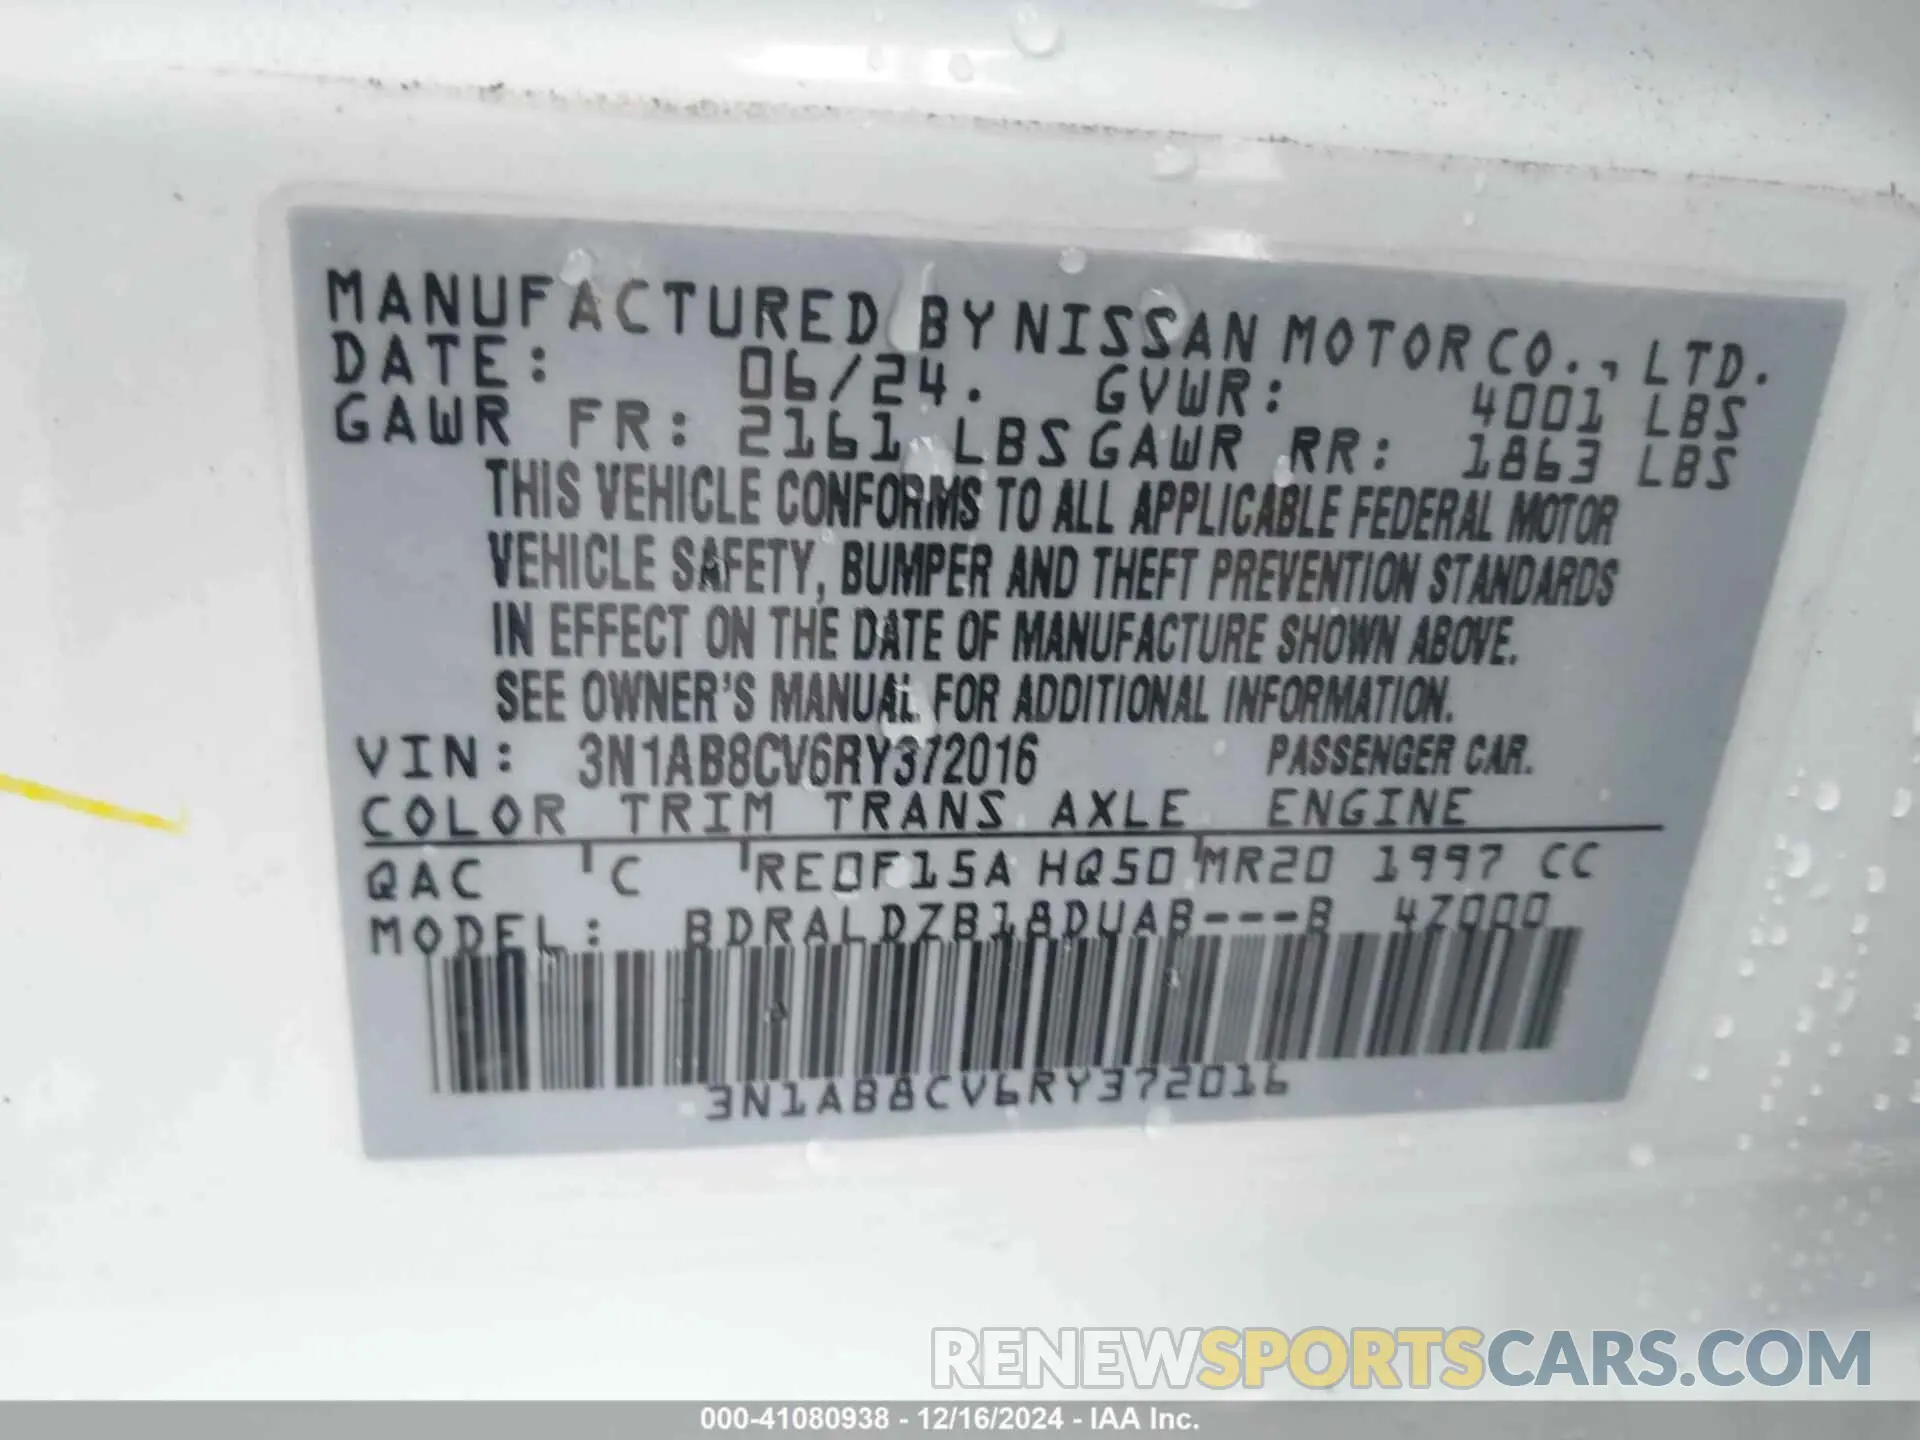 MANUFACTURED BY NISSAN MOTOR CO., LTD.
DATE: 06/24. GVWR: 4001 LBS
GAWR FR: 2161 LBS GAWR RR: 1863 LBS
THIS VEHICLE CONFORMS TO ALL APPLICABLE FEDERAL MOTOR
VEHICLE SAFETY, BUMPER AND THEFT PREVENTION STANDARDS
IN EFFECT ON THE DATE OF MANUFACTURE SHOWN ABOVE.
SEE OWNER'S MANUAL FOR ADDITIONAL INFORMATION.
VIN: 3N1AB8CV6RY372016 PASSENGER CAR.
COLOR TRIM TRANS AXLE ENGINE
QAC C RE0F15A HQ50 MR20 1997 CC
MODEL: BDRALDZB18DUAB---B 4Z000
3N1AB8CV6RY372016
RENEWSPORTSCARS.COM
000-41080938 - 12/16/2024 - IAA Inc.